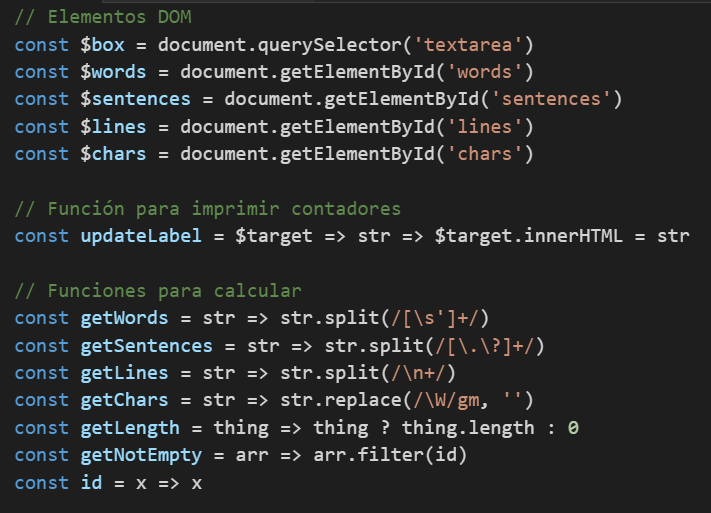 // Elementos DOM
const $box = document.querySelector('textarea')
const $words = document.getElementById('words')
const $sentences = document.getElementById('sentences')
const $lines = document.getElementById('lines')
const $chars = document.getElementById('chars')
// Función para imprimir contadores
const updateLabel = $target => str => $target.innerHTML = str
// Funciones para calcular
const getWords = str => str.split(/[\s']+/)
const getSentences = str => str.split(/[\.\?]+/)
const getLines = str => str.split(/\n+/)
const getChars = str => str.replace(/\W/gm, '')
const getLength = thing => thing ? thing.length : 0
const getNotEmpty = arr => arr.filter(id)
const id = x => x